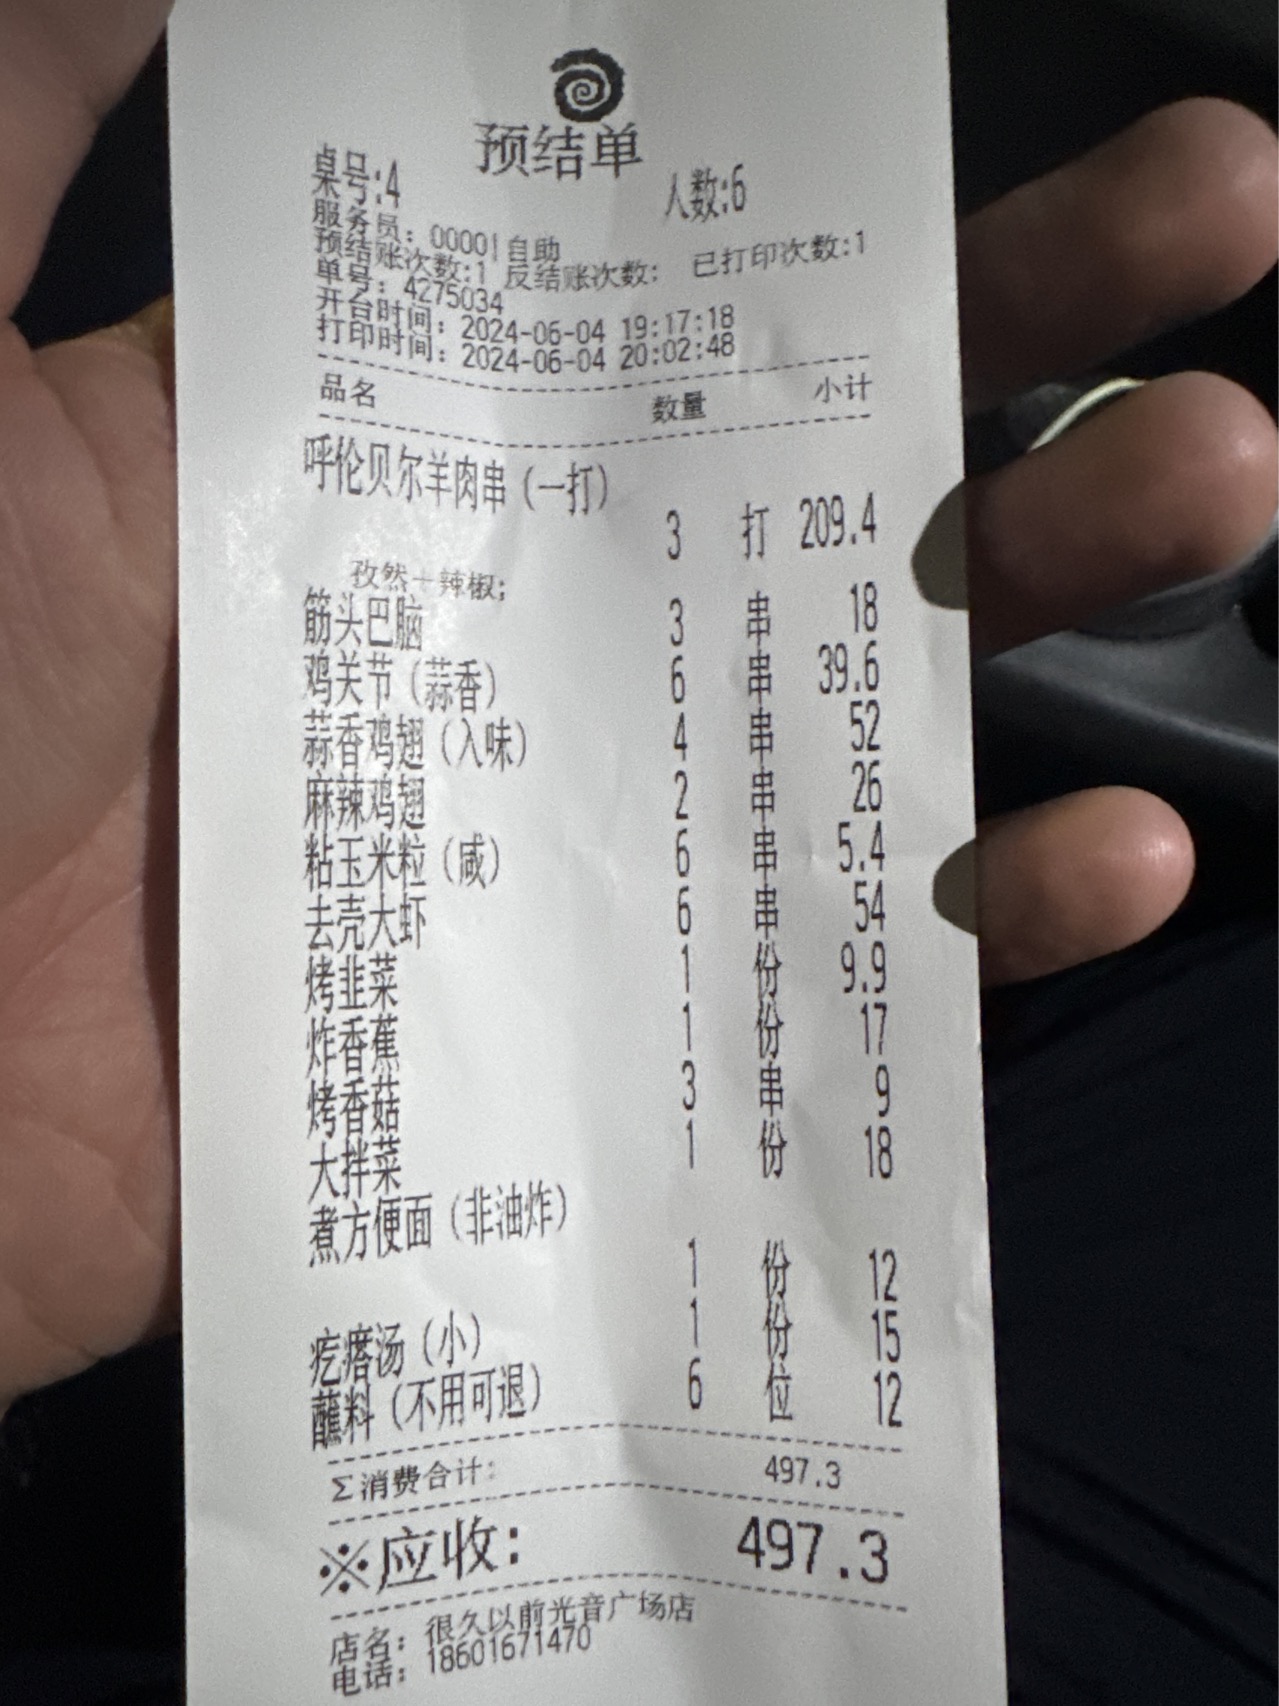 预结单
桌号:4 人数:6
服务员: 00001 自助
预结账次数:1 反结账次数: 已打印次数:1
单号: 4275034
开台时间: 2024-06-04 19:17:18
打印时间: 2024-06-04 20:02:48
品名 数量 小计
呼伦贝尔羊肉串(一打)
3 打 209.4
孜然+辣椒;
筋头巴脑 3 串 18
鸡关节(蒜香) 6 串 39.6
蒜香鸡翅(入味) 4 串 52
麻辣鸡翅 2 串 26
粘玉米粒(咸) 6 串 5.4
去壳大虾 6 串 54
烤韭菜 1 份 9.9
炸香蕉 1 份 17
烤香菇 3 串 9
大拌菜 1 份 18
煮方便面(非油炸)
1 份 12
疙瘩汤(小) 1 份 15
蘸料(不用可退) 6 位 12
Σ消费合计: 497.3
※应收: 497.3
店名: 很久以前光音广场店
电话: 18601671470